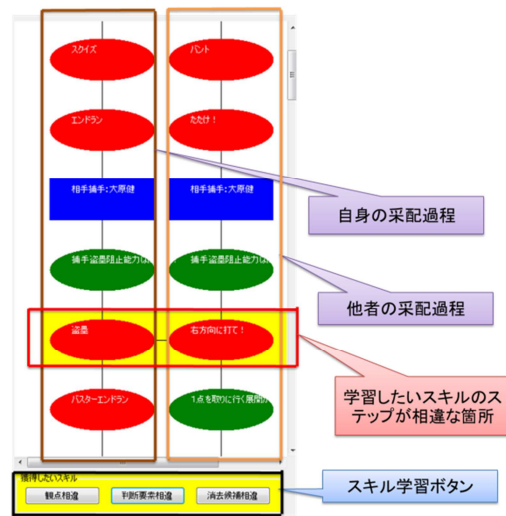 スクイズ
バント
エンドラン
たたけ！
相手捕手:大原健
相手捕手:大原健
捕手盗塁阻止能力は
捕手盗塁阻止能力は
盗塁
右方向に打て！
バスターエンドラン
1点を取りに行く展開
自身の采配過程
他者の采配過程
学習したいスキルのス
テップが相違な箇所
獲得したいスキル
観点相違
判断要素相違
消去候補相違
スキル学習ボタン